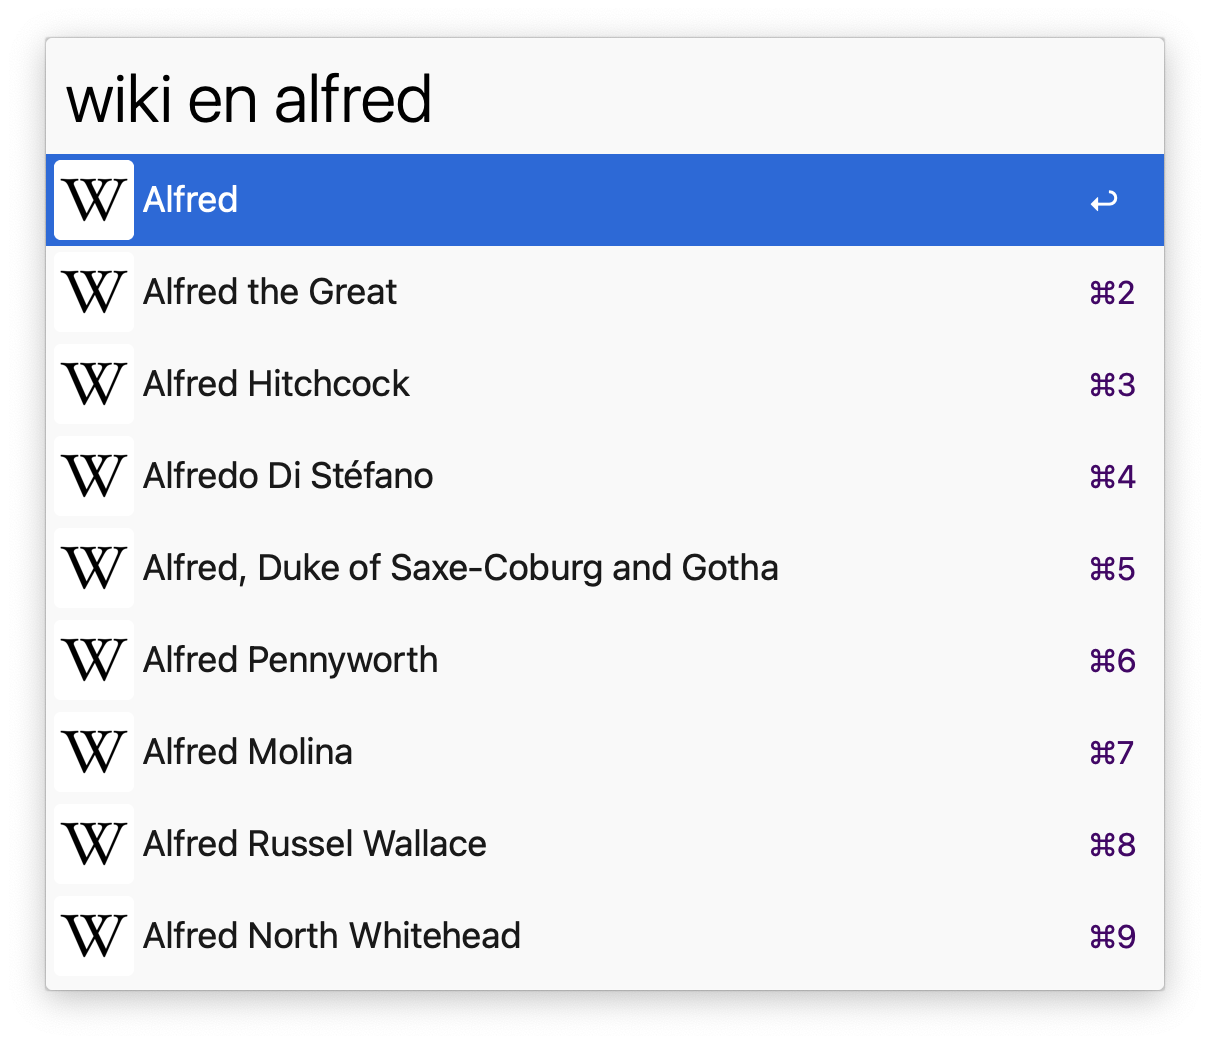 wiki en alfred
W Alfred ↩
W Alfred the Great ⌘2
W Alfred Hitchcock ⌘3
W Alfredo Di Stéfano ⌘4
W Alfred, Duke of Saxe-Coburg and Gotha ⌘5
W Alfred Pennyworth ⌘6
W Alfred Molina ⌘7
W Alfred Russel Wallace ⌘8
W Alfred North Whitehead ⌘9